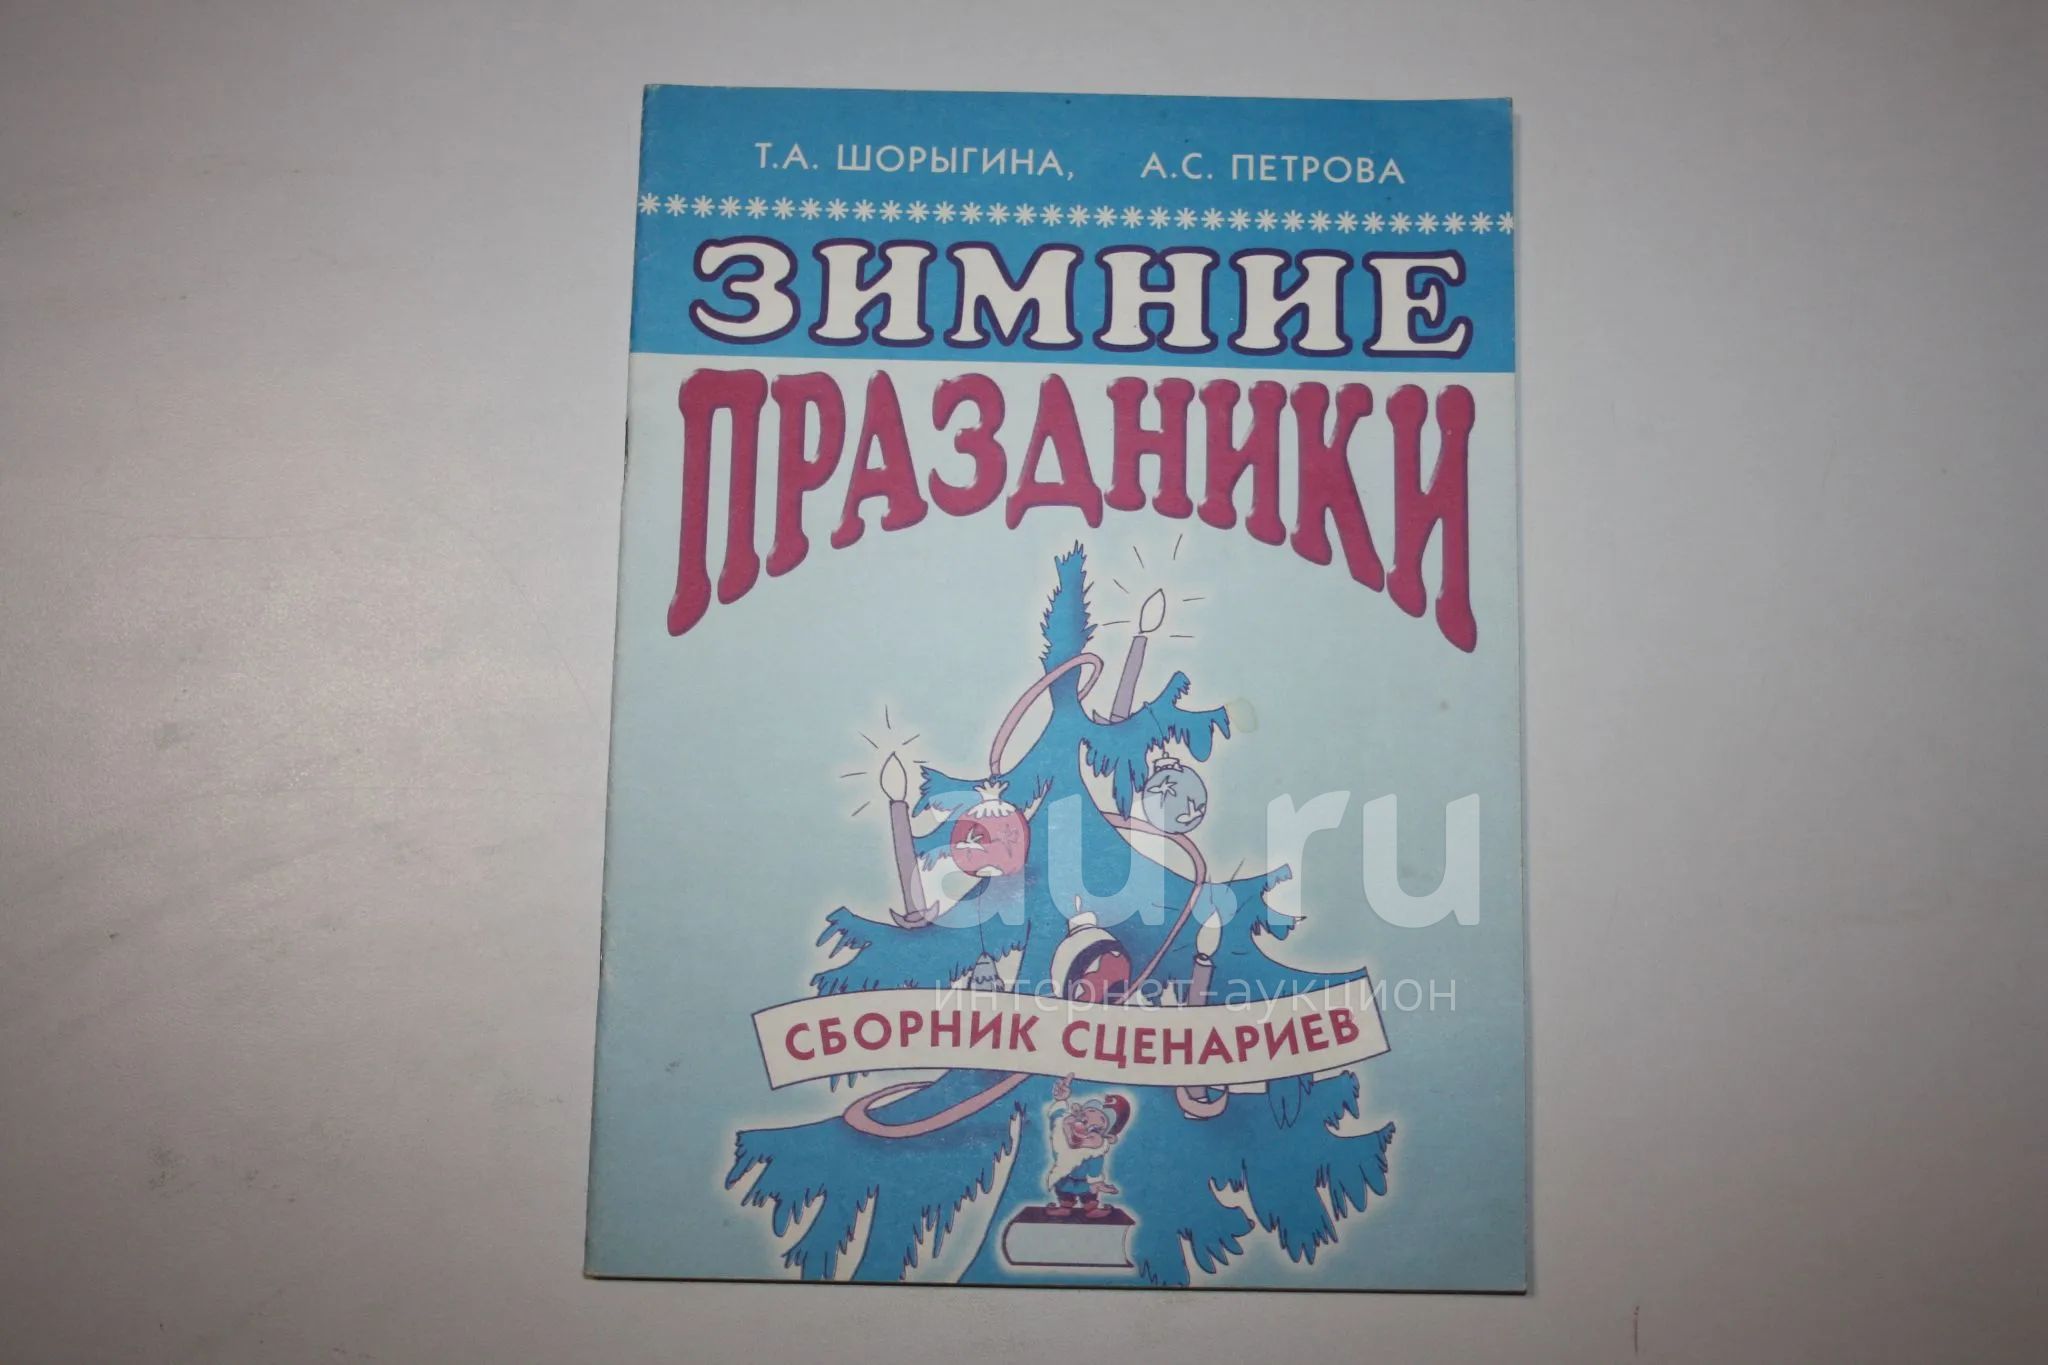 Т.А. ШОРЫГИНА, А.С. ПЕТРОВА
ЗИМНИЕ
ПРАЗДНИКИ
au.ru
интернет-аукцион
СБОРНИК СЦЕНАРИЕВ